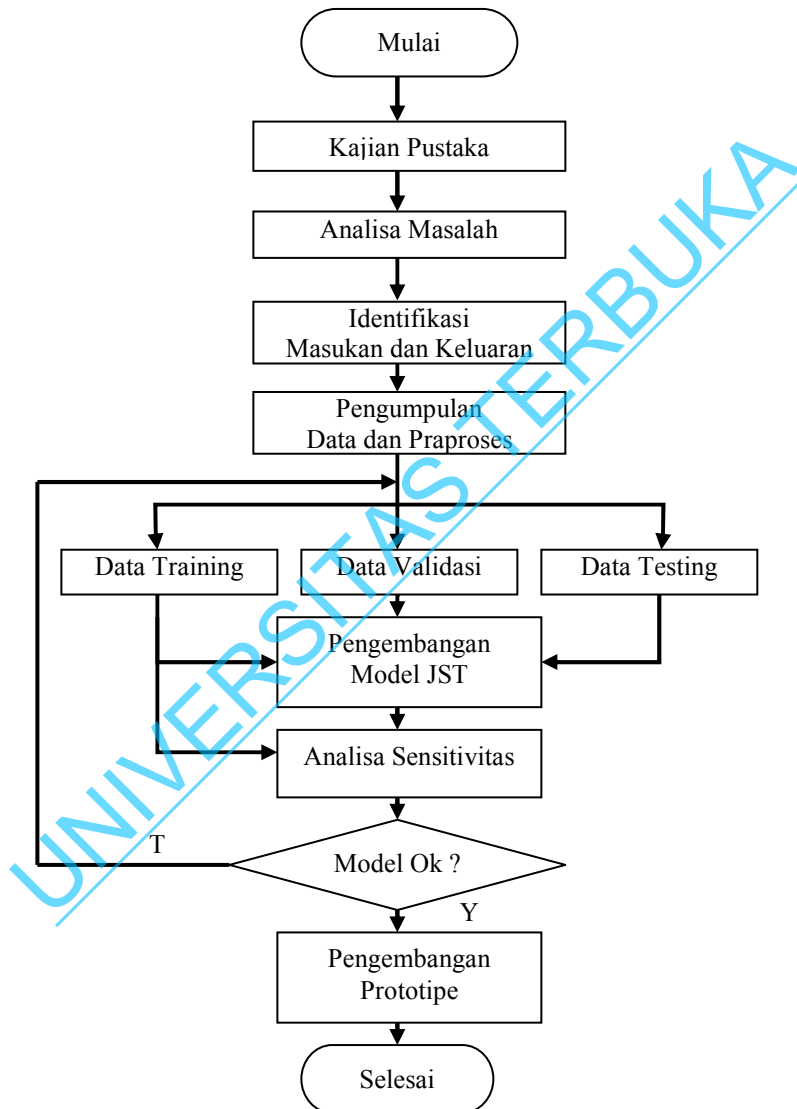 Mulai
Kajian Pustaka
Analisa Masalah
Identifikasi
Masukan dan Keluaran
Pengumpulan
Data dan Praproses
Data Training
Data Validasi
Data Testing
Pengembangan
Model JST
Analisa Sensitivitas
T
Model Ok ?
Y
Pengembangan
Prototipe
Selesai
UNIVERSITAS TERBUKA